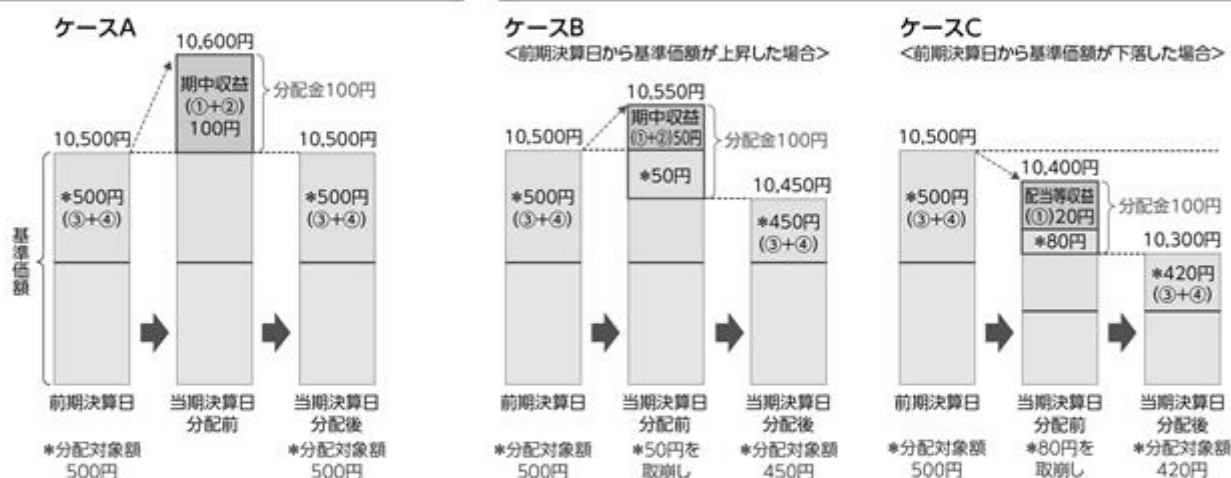 ケースA
10,600円
期中収益
(①+②)
100円
分配金100円
10,500円
10,500円
*500円
(③+④)
*500円
(③+④)
基準価額
前期決算日
当期決算日
分配前
当期決算日
分配後
*分配対象額
500円
*分配対象額
500円
ケースB
<前期決算日から基準価額が上昇した場合>
10,550円
期中収益
(①+②)50円
分配金100円
10,500円
*50円
10,450円
*500円
(③+④)
*450円
(③+④)
前期決算日
当期決算日
分配前
当期決算日
分配後
*分配対象額
500円
*50円を
取崩し
*分配対象額
450円
ケースC
<前期決算日から基準価額が下落した場合>
10,500円
10,400円
*500円
(③+④)
配当等収益
(①)20円
分配金100円
*80円
10,300円
*420円
(③+④)
前期決算日
当期決算日
分配前
当期決算日
分配後
*分配対象額
500円
*80円を
取崩し
*分配対象額
420円